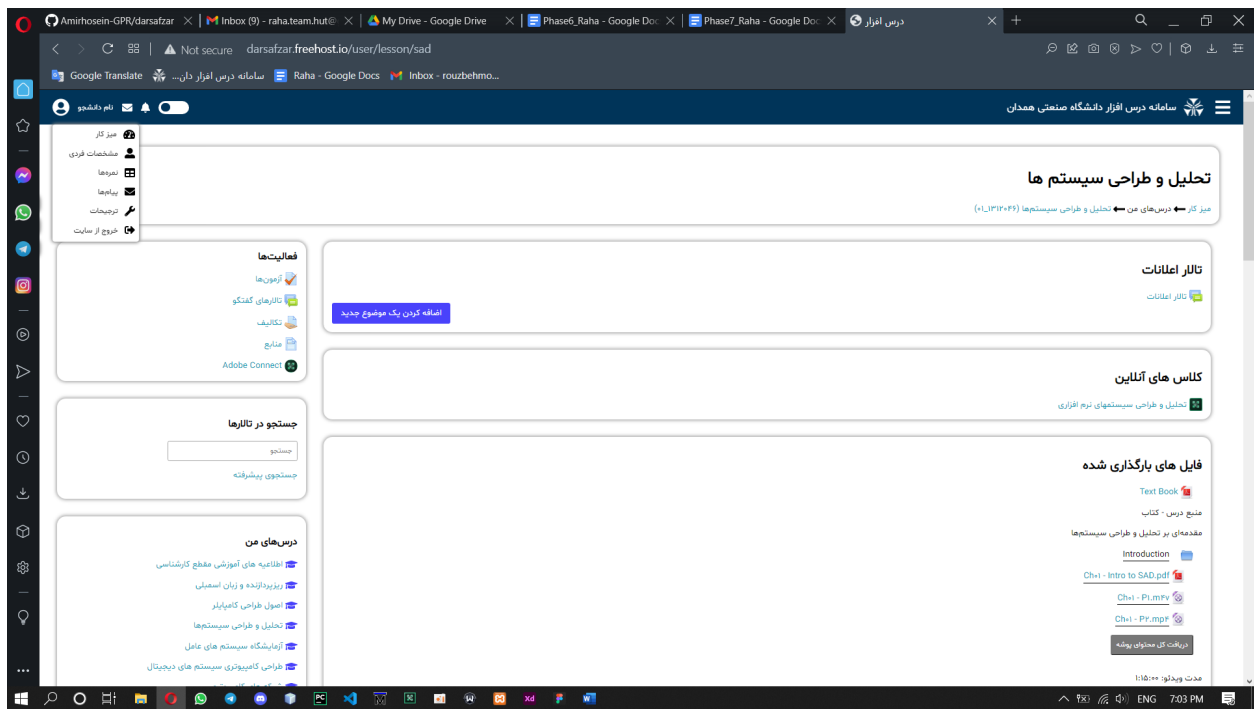 Amirhosein-GPR/darsafzar
Inbox (9) - raha.team.hut@
My Drive - Google Drive
Phase6_Raha - Google Doc
Phase7_Raha - Google Doc
درس افزار
Not secure darsafzar.freehost.io/user/lesson/sad
Google Translate
سامانه درس افزار دان...
Raha - Google Docs
Inbox - rouzbehmo...
سامانه درس افزار دانشگاه صنعتی همدان
نام دانشجو
میز کار
مشخصات فردی
نمره‌ها
پیام‌ها
ترجیحات
خروج از سایت
تحلیل و طراحی سیستم ها
میز کار درس‌های من تحلیل و طراحی سیستم‌ها (۱۳۱۲۰۴۶_۰۱)
تالار اعلانات
تالار اعلانات
اضافه کردن یک موضوع جدید
کلاس های آنلاین
تحلیل و طراحی سیستمهای نرم افزاری
فایل های بارگذاری شده
Text Book
منبع درس - کتاب
مقدمه‌ای بر تحلیل و طراحی سیستم‌ها
Introduction
Ch۰۱ - Intro to SAD.pdf
Ch۰۱ - P۱.m۴v
Ch۰۱ - P۲.mp۴
دریافت کل محتوای پوشه
مدت ویدئو: ۱:۱۵:۰۰
فعالیت‌ها
آزمون‌ها
تالارهای گفتگو
تکالیف
منابع
Adobe Connect
جستجو در تالارها
جستجو
جستجوی پیشرفته
درس‌های من
اطلاعیه های آموزشی مقطع کارشناسی
ریزپردازنده و زبان اسمبلی
اصول طراحی کامپایلر
تحلیل و طراحی سیستم‌ها
آزمایشگاه سیستم های عامل
طراحی کامپیوتری سیستم های دیجیتال
ENG 7:03 PM